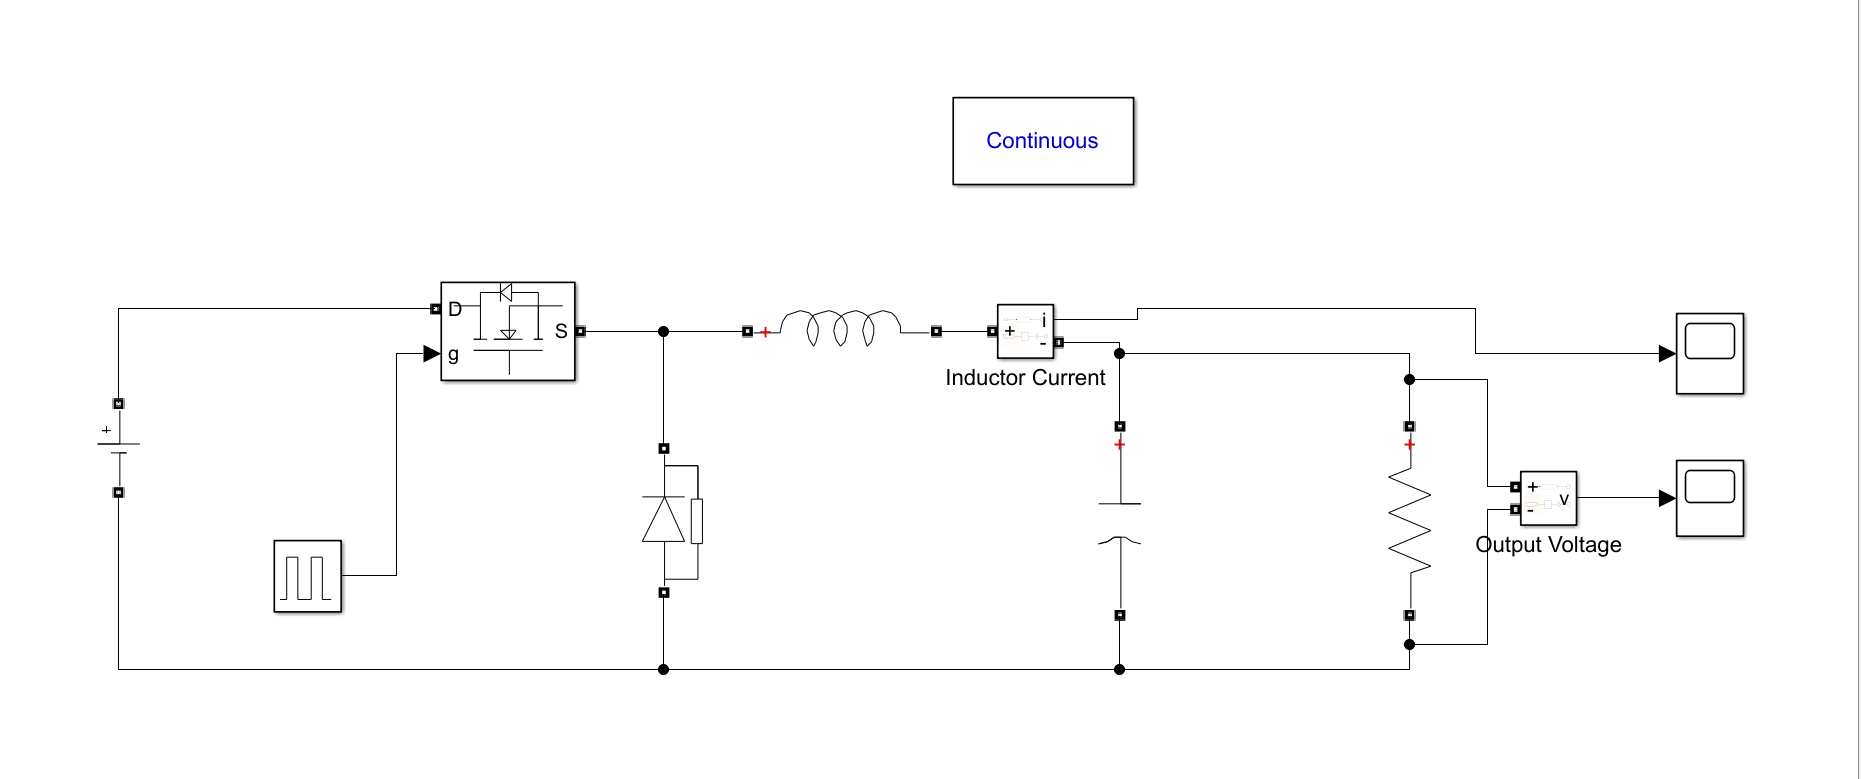 Continuous
D
S
g
i
+
-
Inductor Current
+
+
+
+
+
v
-
Output Voltage